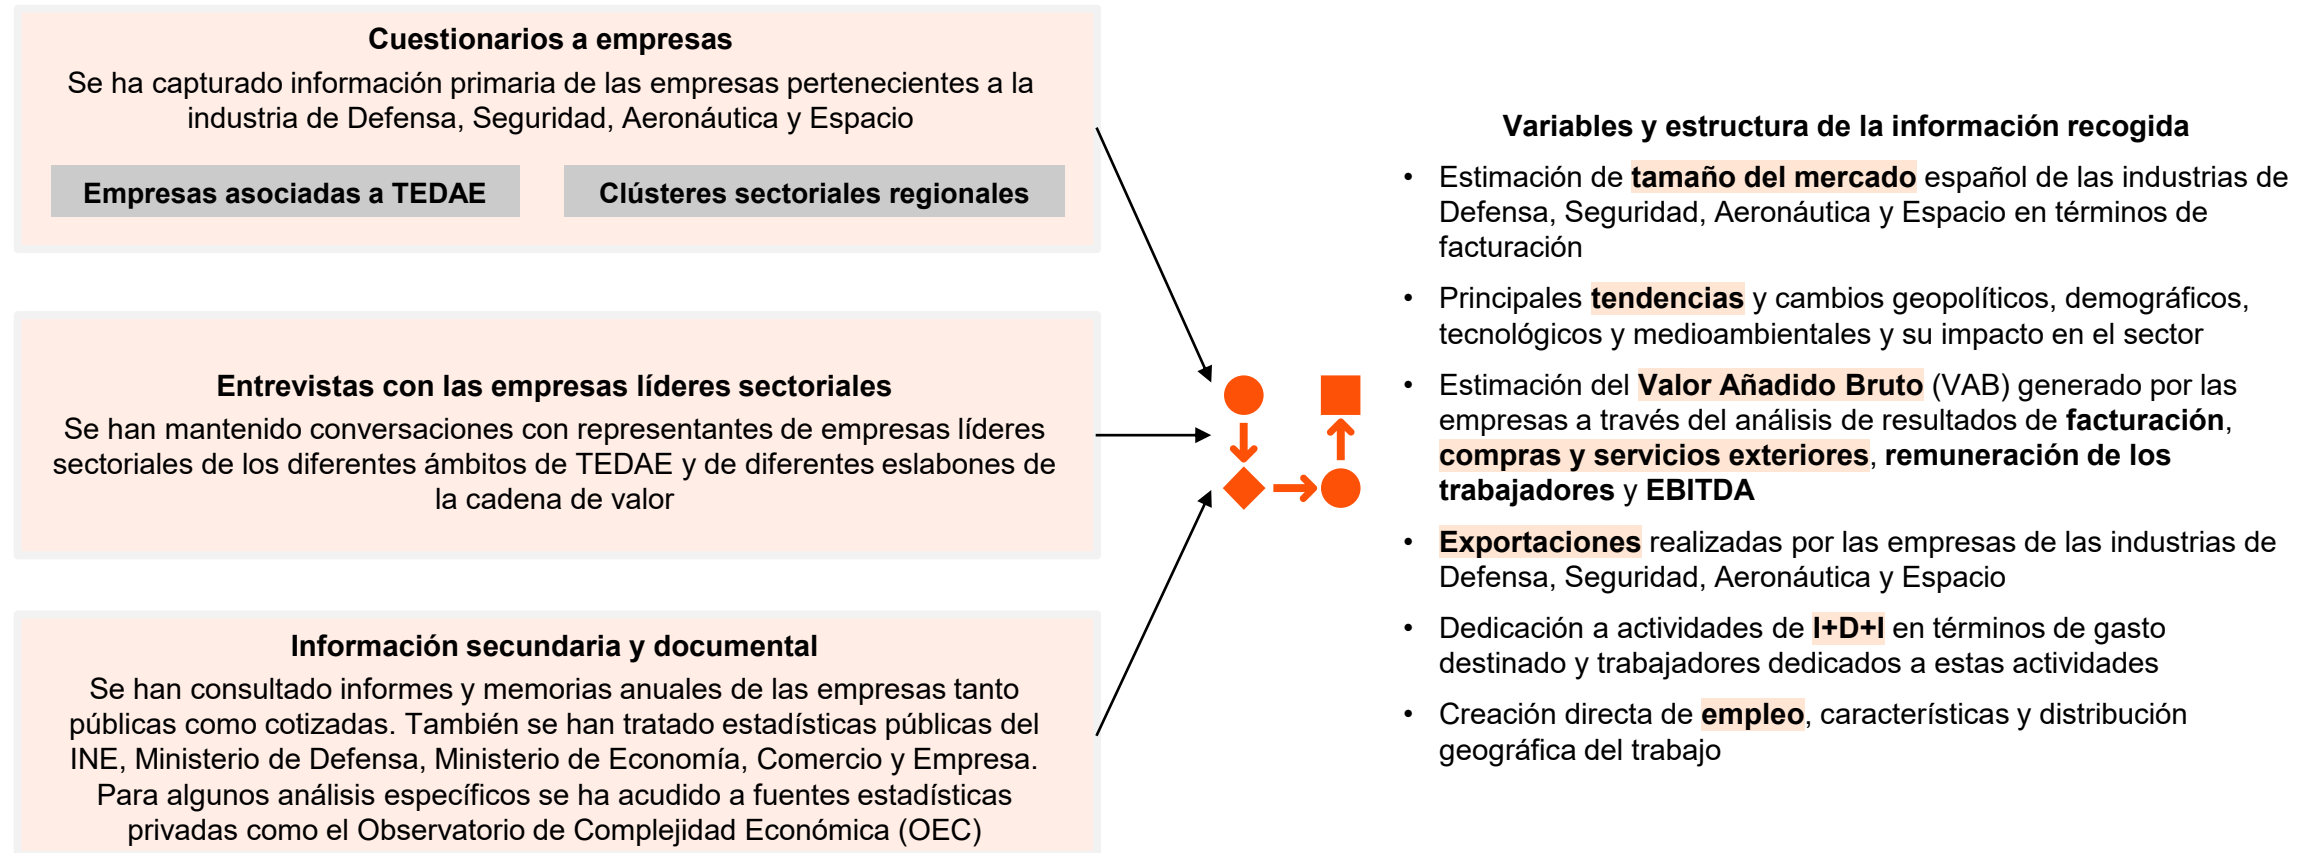 Cuestionarios a empresas
Se ha capturado información primaria de las empresas pertenecientes a la
industria de Defensa, Seguridad, Aeronáutica y Espacio
Empresas asociadas a TEDAE
Clústeres sectoriales regionales
Entrevistas con las empresas líderes sectoriales
Se han mantenido conversaciones con representantes de empresas líderes
sectoriales de los diferentes ámbitos de TEDAE y de diferentes eslabones de
la cadena de valor
Información secundaria y documental
Se han consultado informes y memorias anuales de las empresas tanto
públicas como cotizadas. También se han tratado estadísticas públicas del
INE, Ministerio de Defensa, Ministerio de Economía, Comercio y Empresa.
Para algunos análisis específicos se ha acudido a fuentes estadísticas
privadas como el Observatorio de Complejidad Económica (OEC)
Variables y estructura de la información recogida
• Estimación de tamaño del mercado español de las industrias de
Defensa, Seguridad, Aeronáutica y Espacio en términos de
facturación
• Principales tendencias y cambios geopolíticos, demográficos,
tecnológicos y medioambientales y su impacto en el sector
• Estimación del Valor Añadido Bruto (VAB) generado por las
empresas a través del análisis de resultados de facturación,
compras y servicios exteriores, remuneración de los
trabajadores y EBITDA
• Exportaciones realizadas por las empresas de las industrias de
Defensa, Seguridad, Aeronáutica y Espacio
• Dedicación a actividades de I+D+I en términos de gasto
destinado y trabajadores dedicados a estas actividades
• Creación directa de empleo, características y distribución
geográfica del trabajo